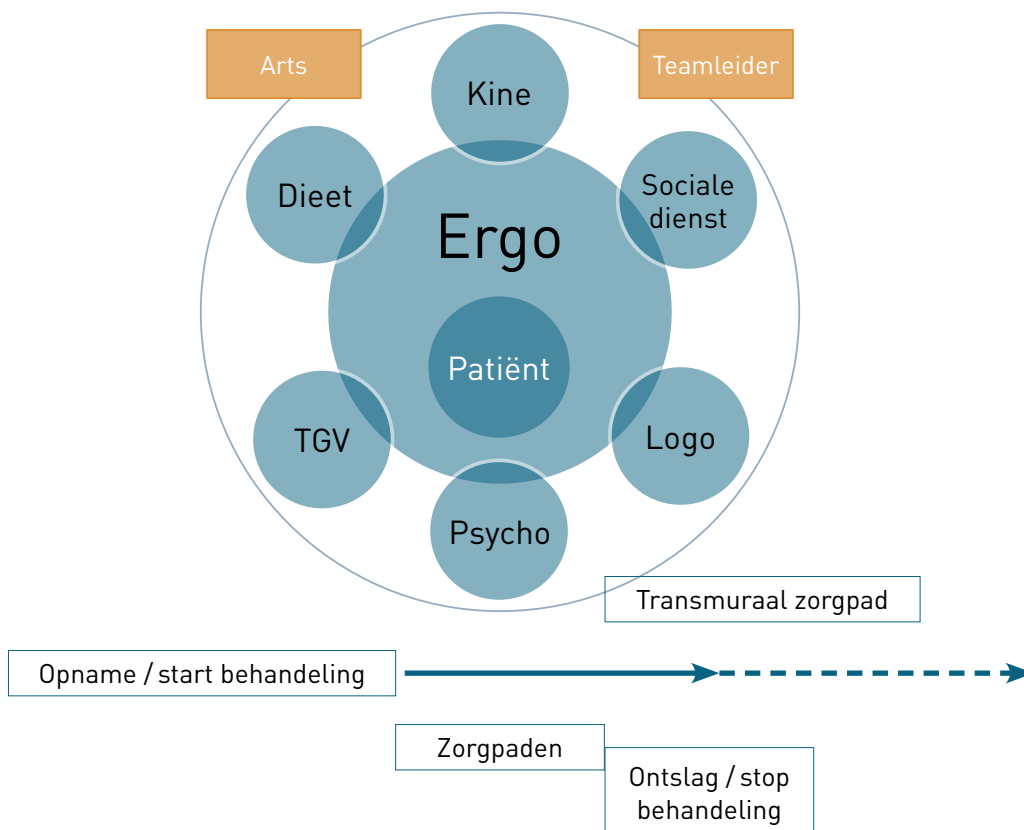 Arts
Teamleider
Kine
Dieet
Sociale
dienst
Ergo
Patiënt
TGV
Logo
Psycho
Transmuraal zorgpad
Opname / start behandeling
Zorgpaden
Ontslag / stop
behandeling